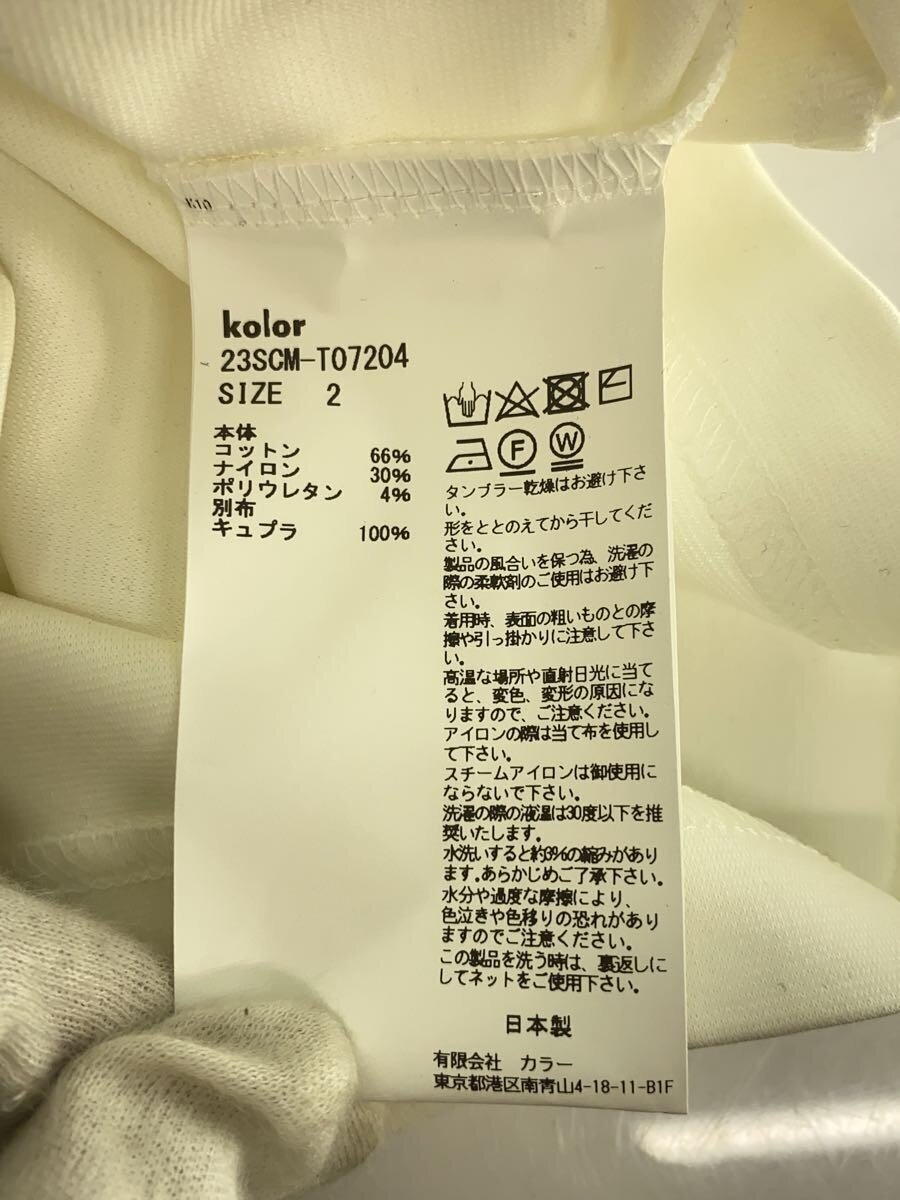 K10
kolor
23SCM-T07204
SIZE 2
本体
コットン 66%
ナイロン 30%
ポリウレタン 4%
別布
キュプラ 100%
F
W
タンブラー乾燥はお避け下さ
い。
形をととのえてから干してくだ
さい。
製品の風合いを保つ為、洗濯の
際の柔軟剤のご使用はお避け下
さい。
着用時、表面の粗いものとの摩
擦や引っ掛かりに注意して下さ
い。
高温な場所や直射日光に当て
ると、変色、変形の原因にな
りますので、ご注意ください。
アイロンの際は当て布を使用し
て下さい。
スチームアイロンは御使用に
ならないで下さい。
洗濯の際の液温は30度以下を推
奨いたします。
水洗いすると約3%の縮みがあり
ます。あらかじめご了承下さい。
水分や過度な摩擦により、
色泣きや色移りの恐れがあり
ますのでご注意ください。
この製品を洗う時は、裏返しに
してネットをご使用下さい。
日本製
有限会社 カラー
東京都港区南青山4-18-11-B1F